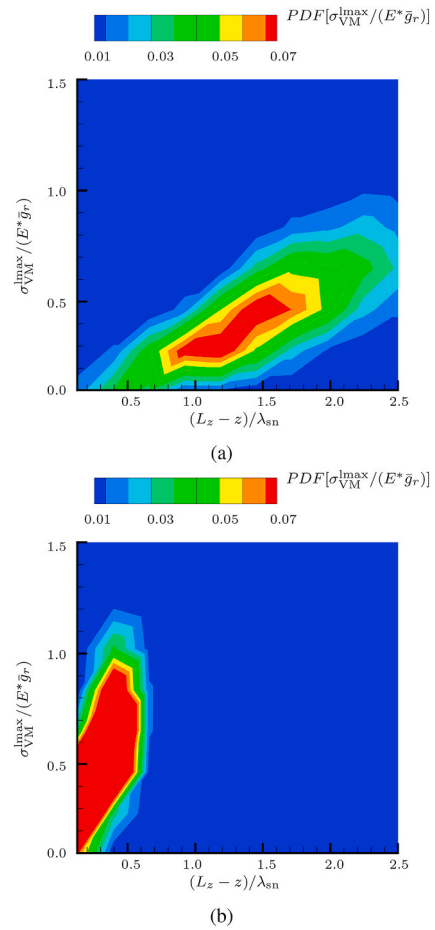 PDF[σ_VM^lmax/(E*ḡ_r)]
0.01 0.03 0.05 0.07
1.5
1.0
0.5
0.0
σ_VM^lmax/(E*ḡ_r)
0.5 1.0 1.5 2.0 2.5
(L_z − z)/λ_sn
(a)
PDF[σ_VM^lmax/(E*ḡ_r)]
0.01 0.03 0.05 0.07
1.5
1.0
0.5
0.0
σ_VM^lmax/(E*ḡ_r)
0.5 1.0 1.5 2.0 2.5
(L_z − z)/λ_sn
(b)